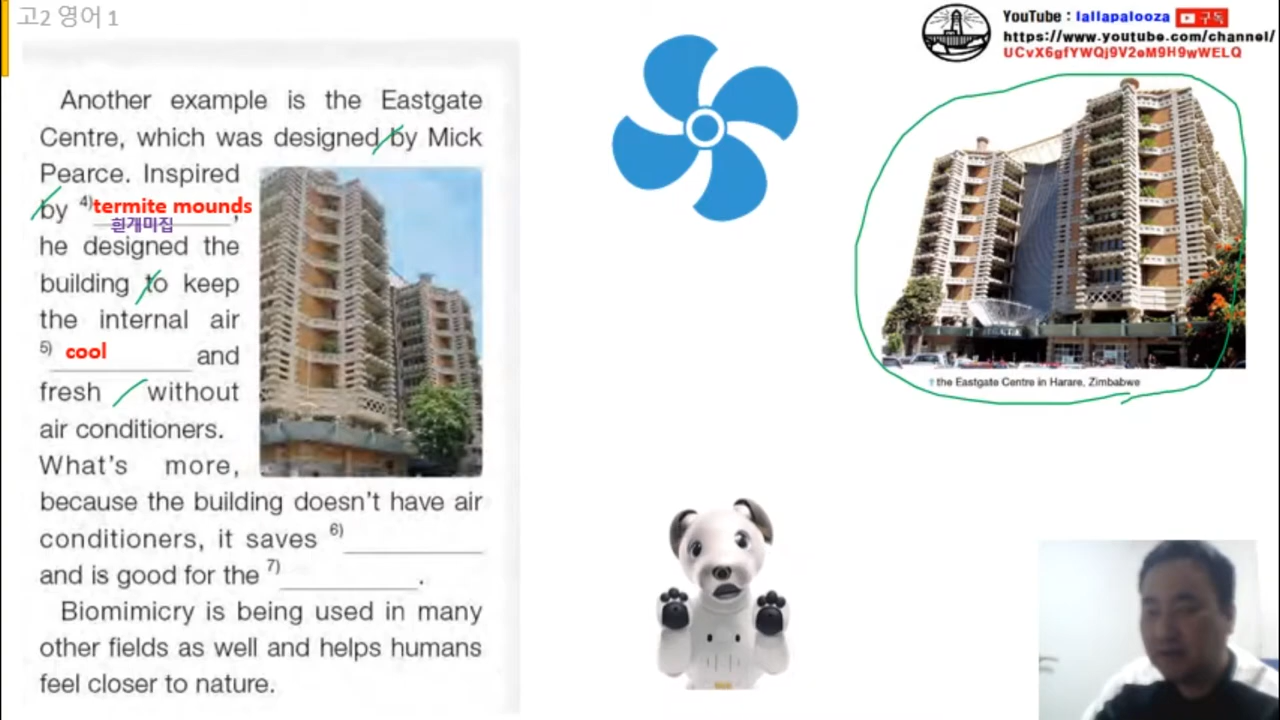 고2 영어 1
YouTube : lallapalooza 구독
https://www.youtube.com/channel/
UCvX6gfYWQj9V2eM9H9wWELQ
Another example is the Eastgate
Centre, which was designed by Mick
Pearce. Inspired
by 4)termite mounds,
흰개미집
he designed the
building to keep
the internal air
5) cool and
fresh without
air conditioners.
What's more,
because the building doesn't have air
conditioners, it saves 6)
and is good for the 7) .
Biomimicry is being used in many
other fields as well and helps humans
feel closer to nature.
↑ the Eastgate Centre in Harare, Zimbabwe